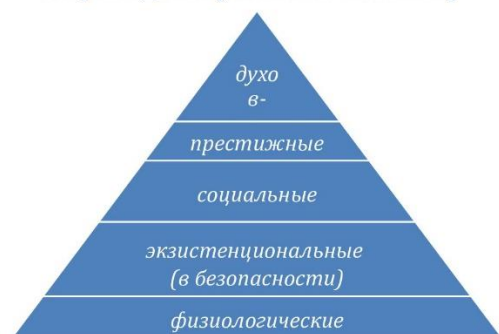 духо
в-
престижные
социальные
экзистенциональные
(в безопасности)
физиологические